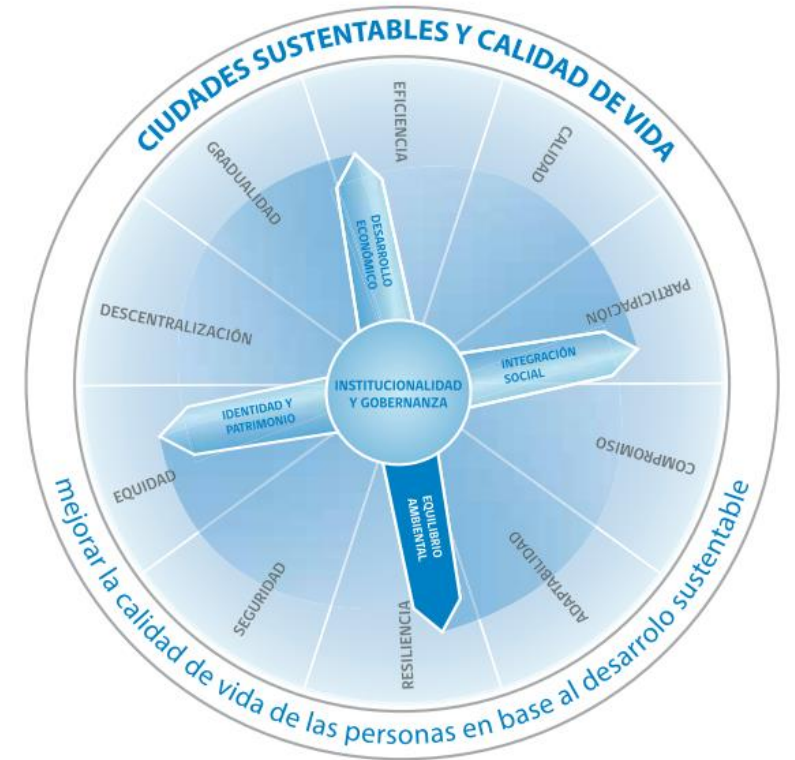 CIUDADES SUSTENTABLES Y CALIDAD DE VIDA
EFICIENCIA
CALIDAD
PARTICIPACIÓN
COMPROMISO
ADAPTABILIDAD
RESILIENCIA
SEGURIDAD
EQUIDAD
DESCENTRALIZACIÓN
GRADUALIDAD
DESARROLLO
ECONÓMICO
INTEGRACIÓN
SOCIAL
EQUILIBRIO
AMBIENTAL
IDENTIDAD Y
PATRIMONIO
INSTITUCIONALIDAD
Y GOBERNANZA
mejorar la calidad de vida de las personas en base al desarrolo sustentable